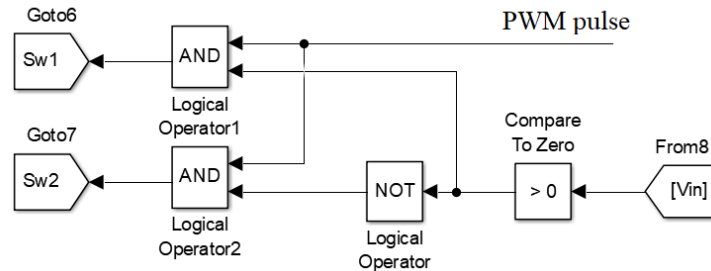 Goto6
PWM pulse
Sw1
AND
Logical
Operator1
Goto7
Compare
To Zero
From8
Sw2
AND
NOT
> 0
[Vin]
Logical
Operator2
Logical
Operator